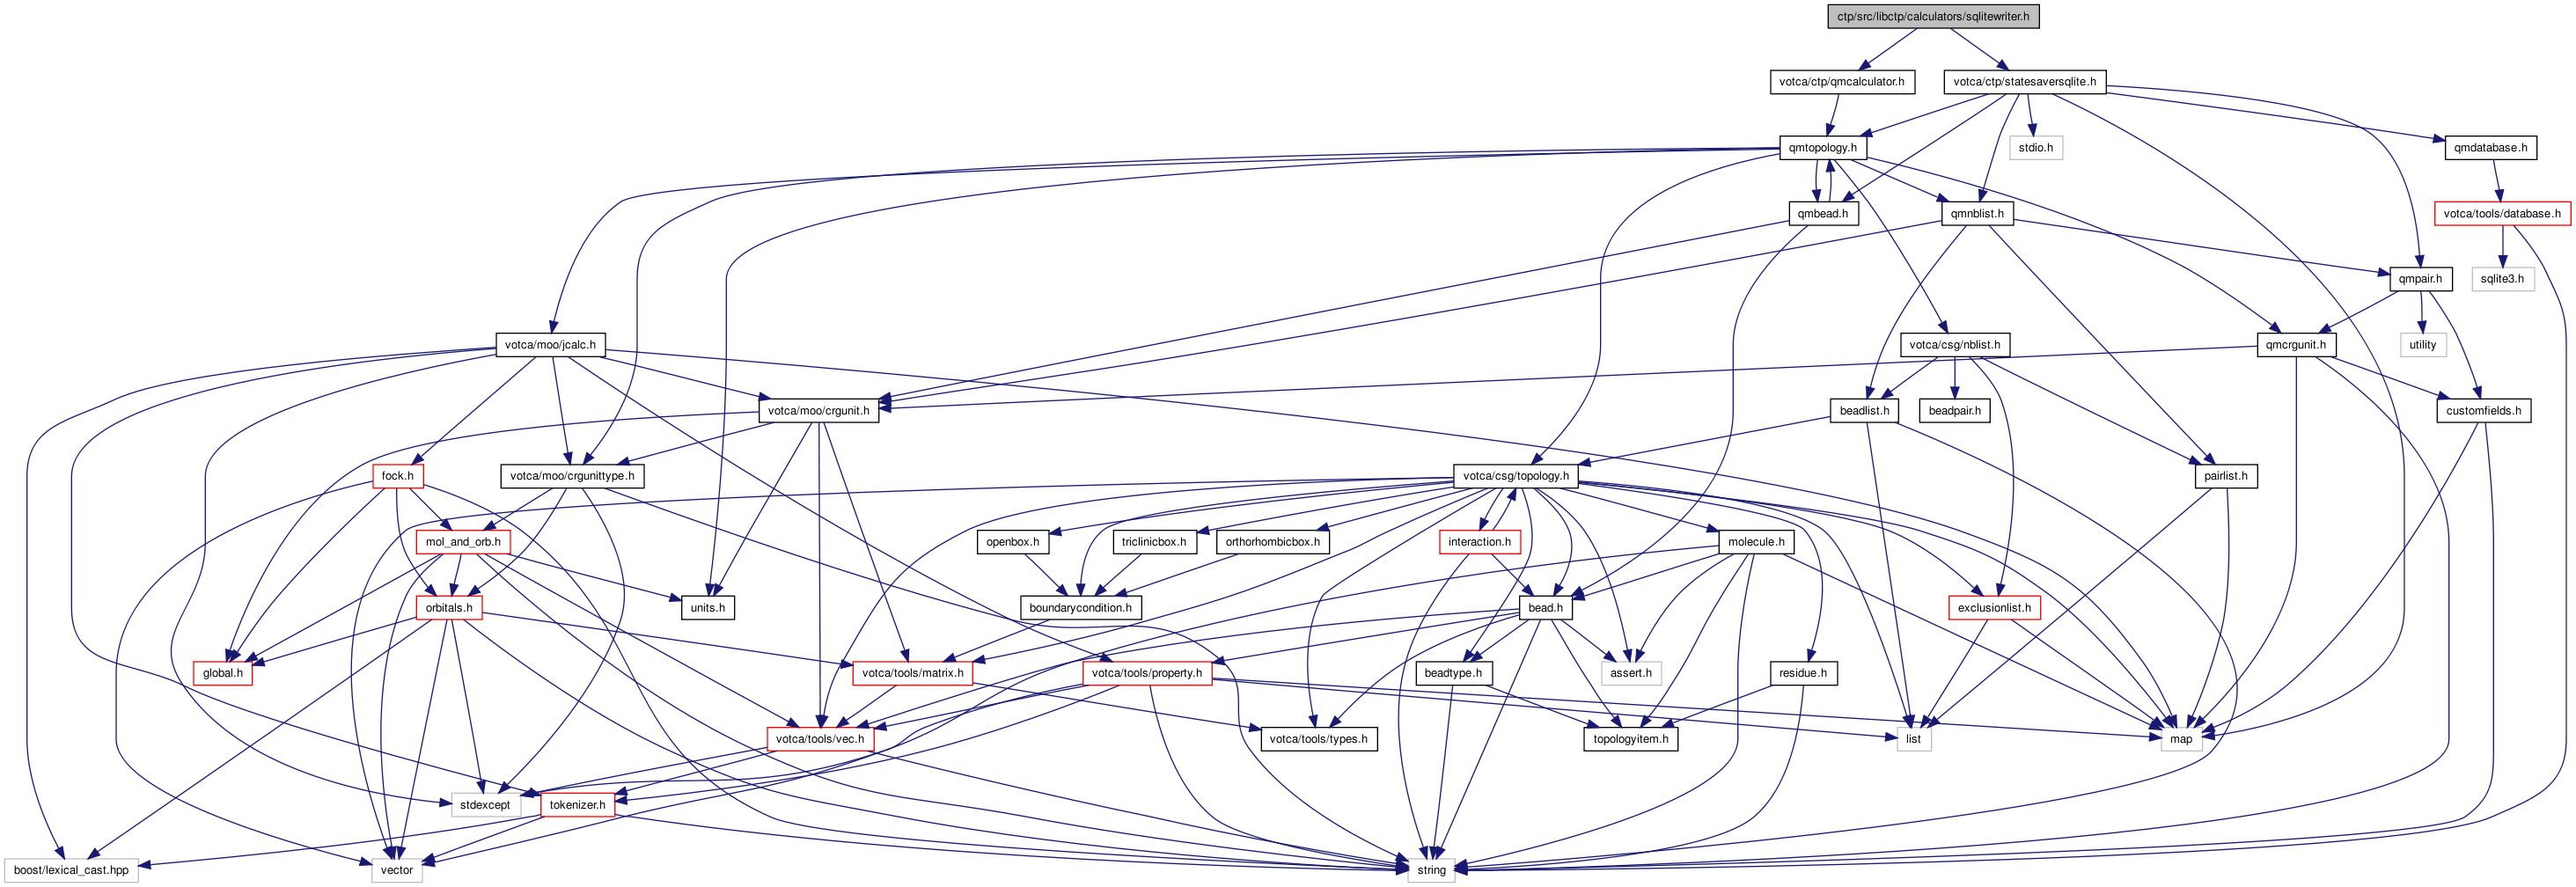 ctp/src/libctp/calculators/sqlitewriter.h
votca/ctp/qmcalculator.h
votca/ctp/statesaversqlite.h
qmtopology.h
stdio.h
qmdatabase.h
qmbead.h
qmnblist.h
votca/tools/database.h
qmpair.h
sqlite3.h
votca/moo/jcalc.h
votca/csg/nblist.h
qmcrgunit.h
utility
votca/moo/crgunit.h
beadlist.h
beadpair.h
customfields.h
fock.h
votca/moo/crgunittype.h
votca/csg/topology.h
pairlist.h
mol_and_orb.h
openbox.h
triclinicbox.h
orthorhombicbox.h
interaction.h
molecule.h
orbitals.h
units.h
boundarycondition.h
bead.h
exclusionlist.h
global.h
votca/tools/matrix.h
votca/tools/property.h
beadtype.h
assert.h
residue.h
votca/tools/vec.h
votca/tools/types.h
topologyitem.h
list
map
stdexcept
tokenizer.h
boost/lexical_cast.hpp
vector
string